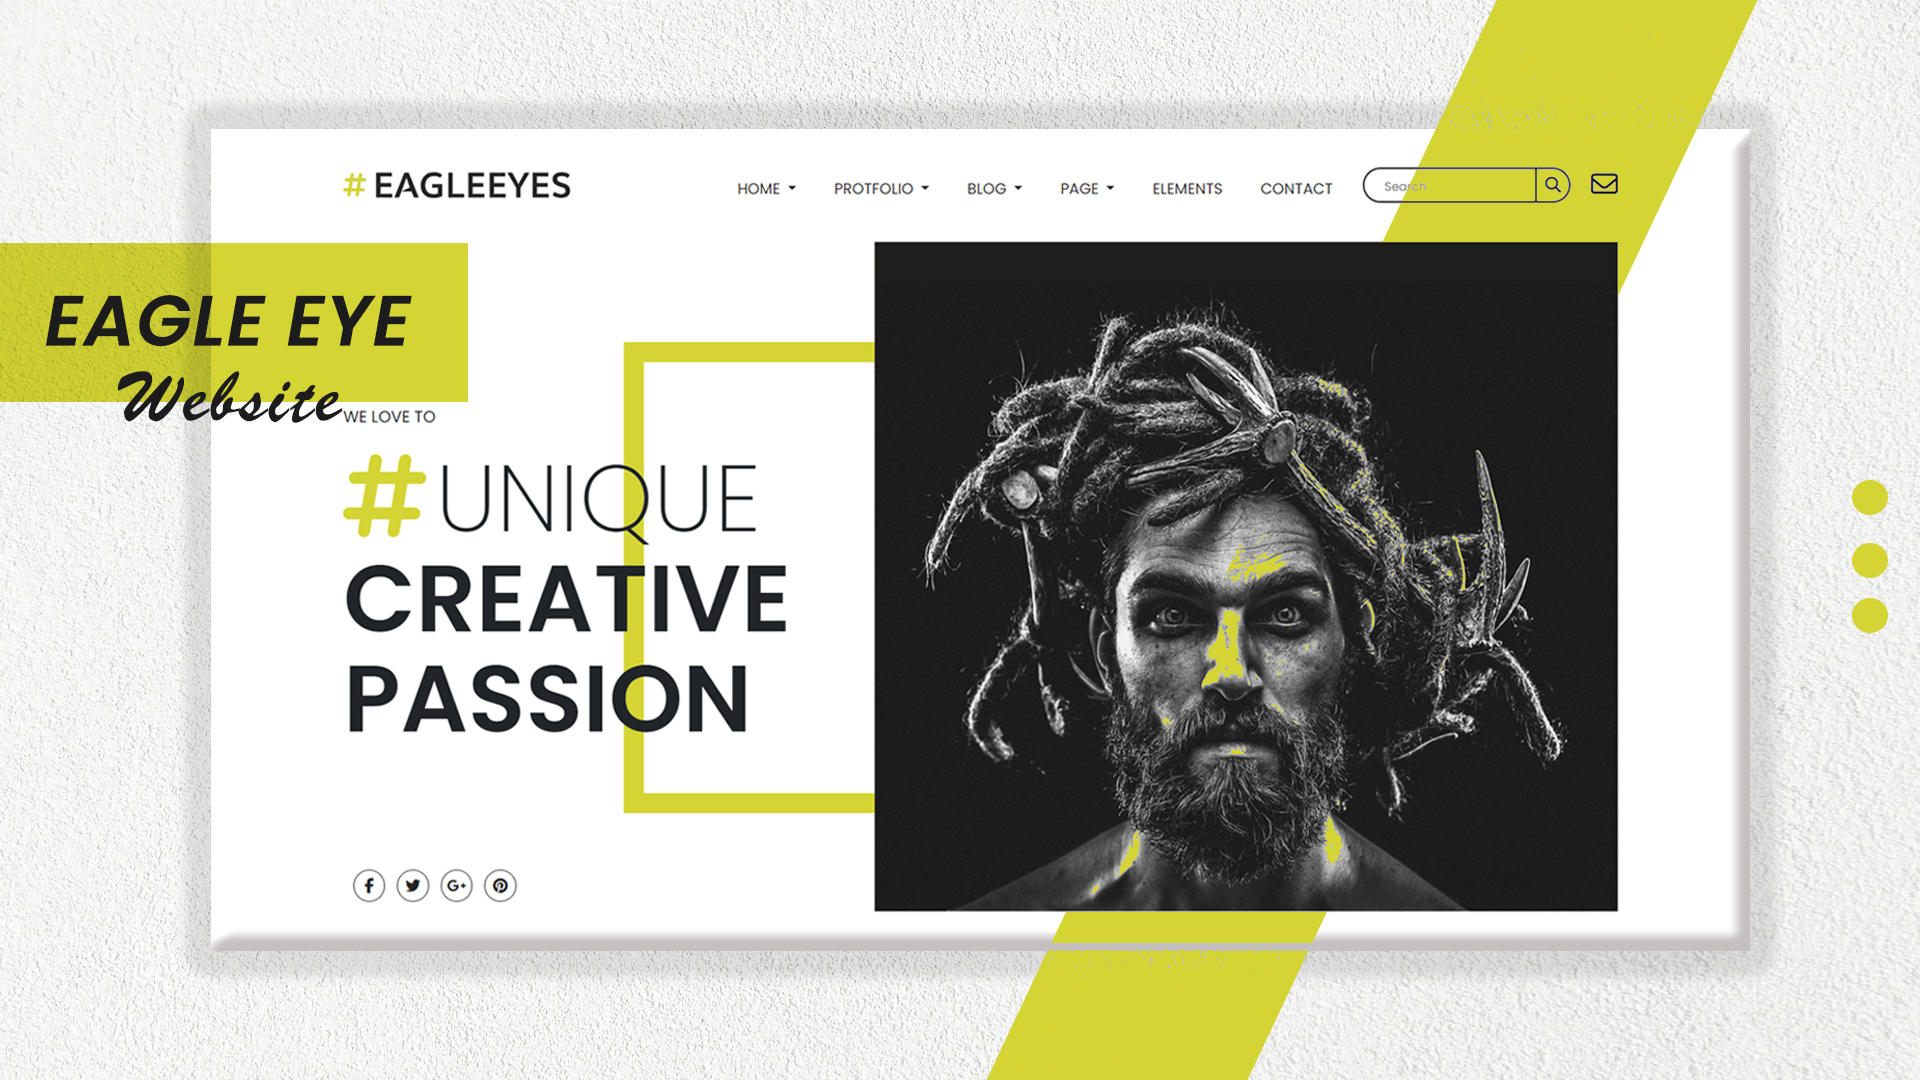 # EAGLEEYES
HOME PROTFOLIO BLOG PAGE ELEMENTS CONTACT
Search
EAGLE EYE
Website
WE LOVE TO
#UNIQUE
CREATIVE
PASSION
G+